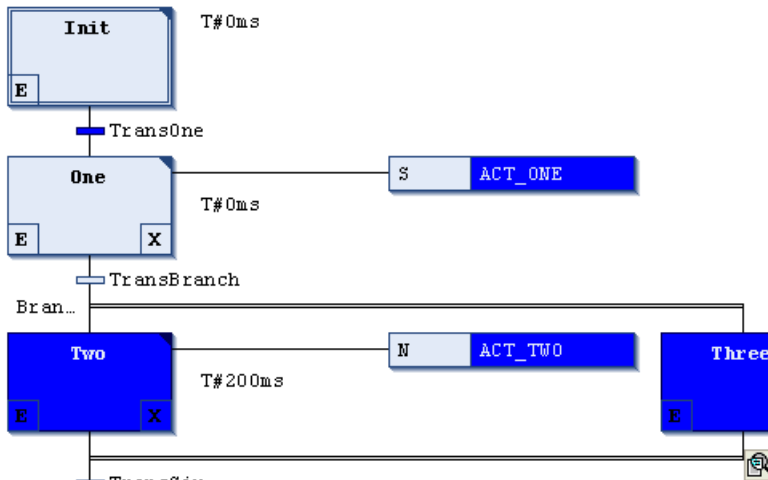 Init
T#0ms
E
TransOne
One
S ACT_ONE
T#0ms
E X
TransBranch
Bran…
Two
N ACT_TWO
Three
T#200ms
E X
E